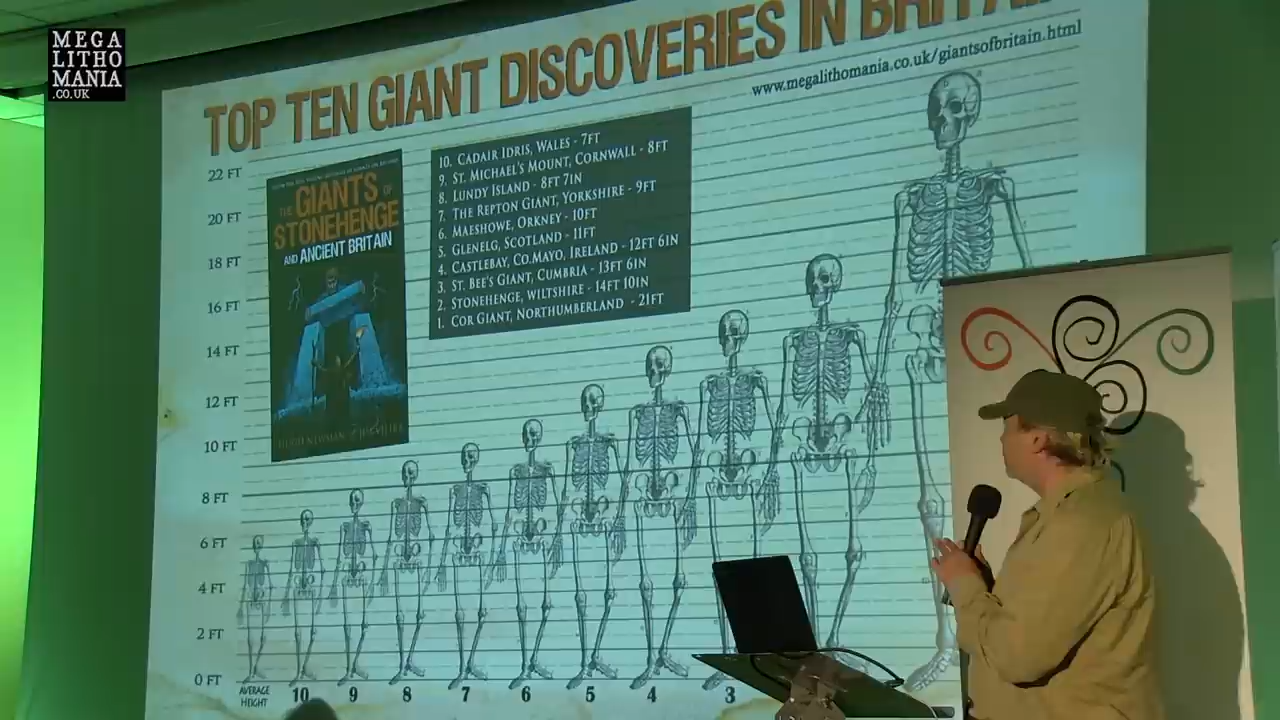 MEGA
LITHO
MANIA
.CO.UK
TOP TEN GIANT DISCOVERIES IN BRITAIN
www.megalithomania.co.uk/giantsofbritain.html
THE GIANTS OF
STONEHENGE
AND ANCIENT BRITAIN
10. CADAIR IDRIS, WALES - 7FT
9. ST. MICHAEL'S MOUNT, CORNWALL - 8FT
8. LUNDY ISLAND - 8FT 7IN
7. THE REPTON GIANT, YORKSHIRE - 9FT
6. MAESHOWE, ORKNEY - 10FT
5. GLENELG, SCOTLAND - 11FT
4. CASTLEBAY, CO.MAYO, IRELAND - 12FT 6IN
3. ST. BEE'S GIANT, CUMBRIA - 13FT 6IN
2. STONEHENGE, WILTSHIRE - 14FT 10IN
1. COR GIANT, NORTHUMBERLAND - 21FT
22 FT
20 FT
18 FT
16 FT
14 FT
12 FT
10 FT
8 FT
6 FT
4 FT
2 FT
0 FT
AVERAGE
HEIGHT
10 9 8 7 6 5 4 3